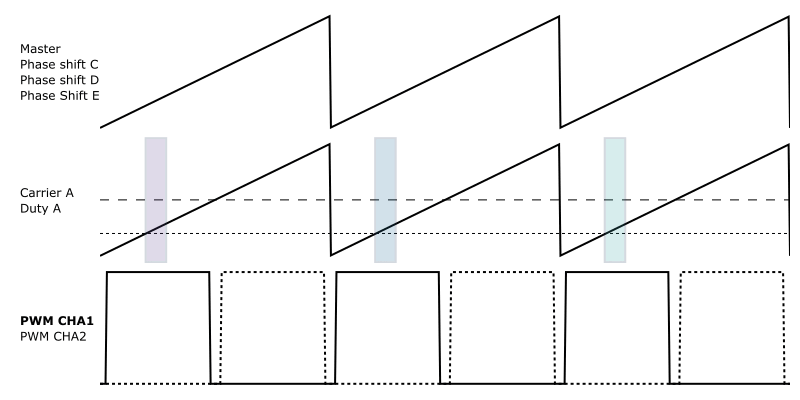 Master
Phase shift C
Phase shift D
Phase Shift E
Carrier A
Duty A
PWM CHA1
PWM CHA2